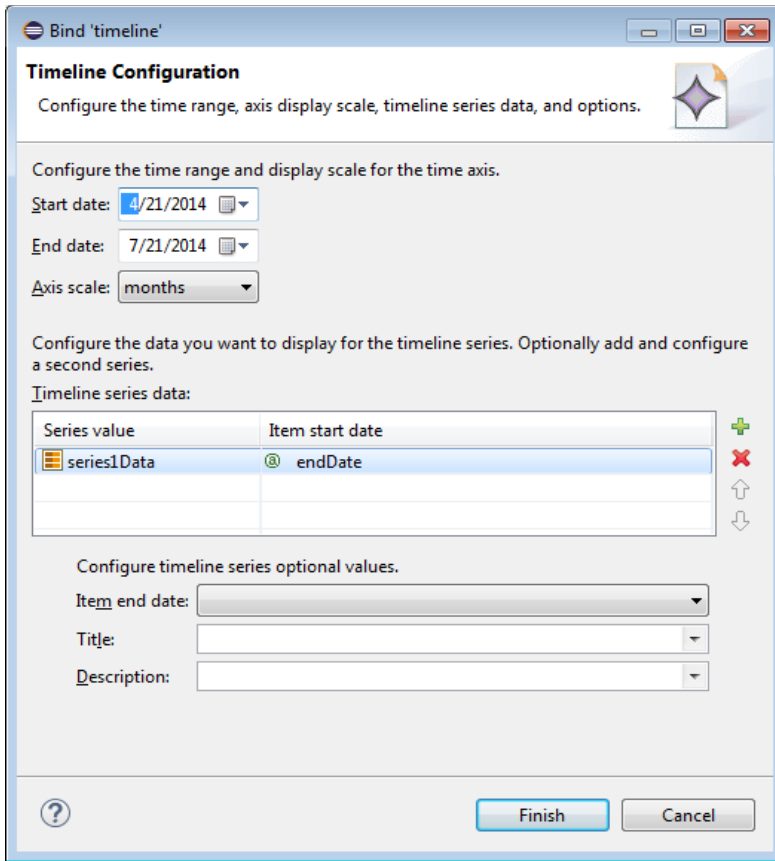 Bind 'timeline'
Timeline Configuration
Configure the time range, axis display scale, timeline series data, and options.
Configure the time range and display scale for the time axis.
Start date: 4/21/2014
End date: 7/21/2014
Axis scale: months
Configure the data you want to display for the timeline series. Optionally add and configure
a second series.
Timeline series data:
Series value Item start date
series1Data @ endDate
Configure timeline series optional values.
Item end date:
Title:
Description:
? Finish Cancel